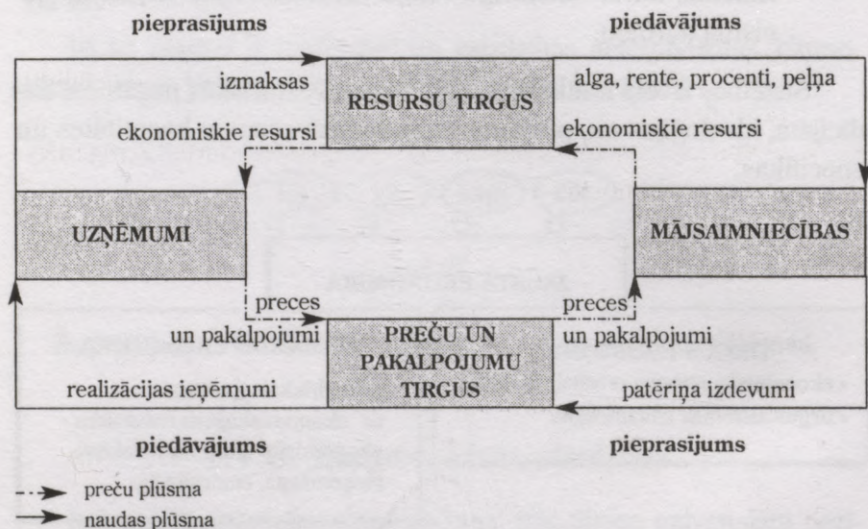 pieprasījums
piedāvājums
izmaksas
RESURSU TIRGUS
alga, rente, procenti, peļņa
ekonomiskie resursi
ekonomiskie resursi
UZŅĒMUMI
MĀJSAIMNIECĪBAS
preces
un pakalpojumi
PREČU UN
PAKALPOJUMU
TIRGUS
preces
un pakalpojumi
realizācijas ieņēmumi
patēriņa izdevumi
piedāvājums
pieprasījums
preču plūsma
naudas plūsma